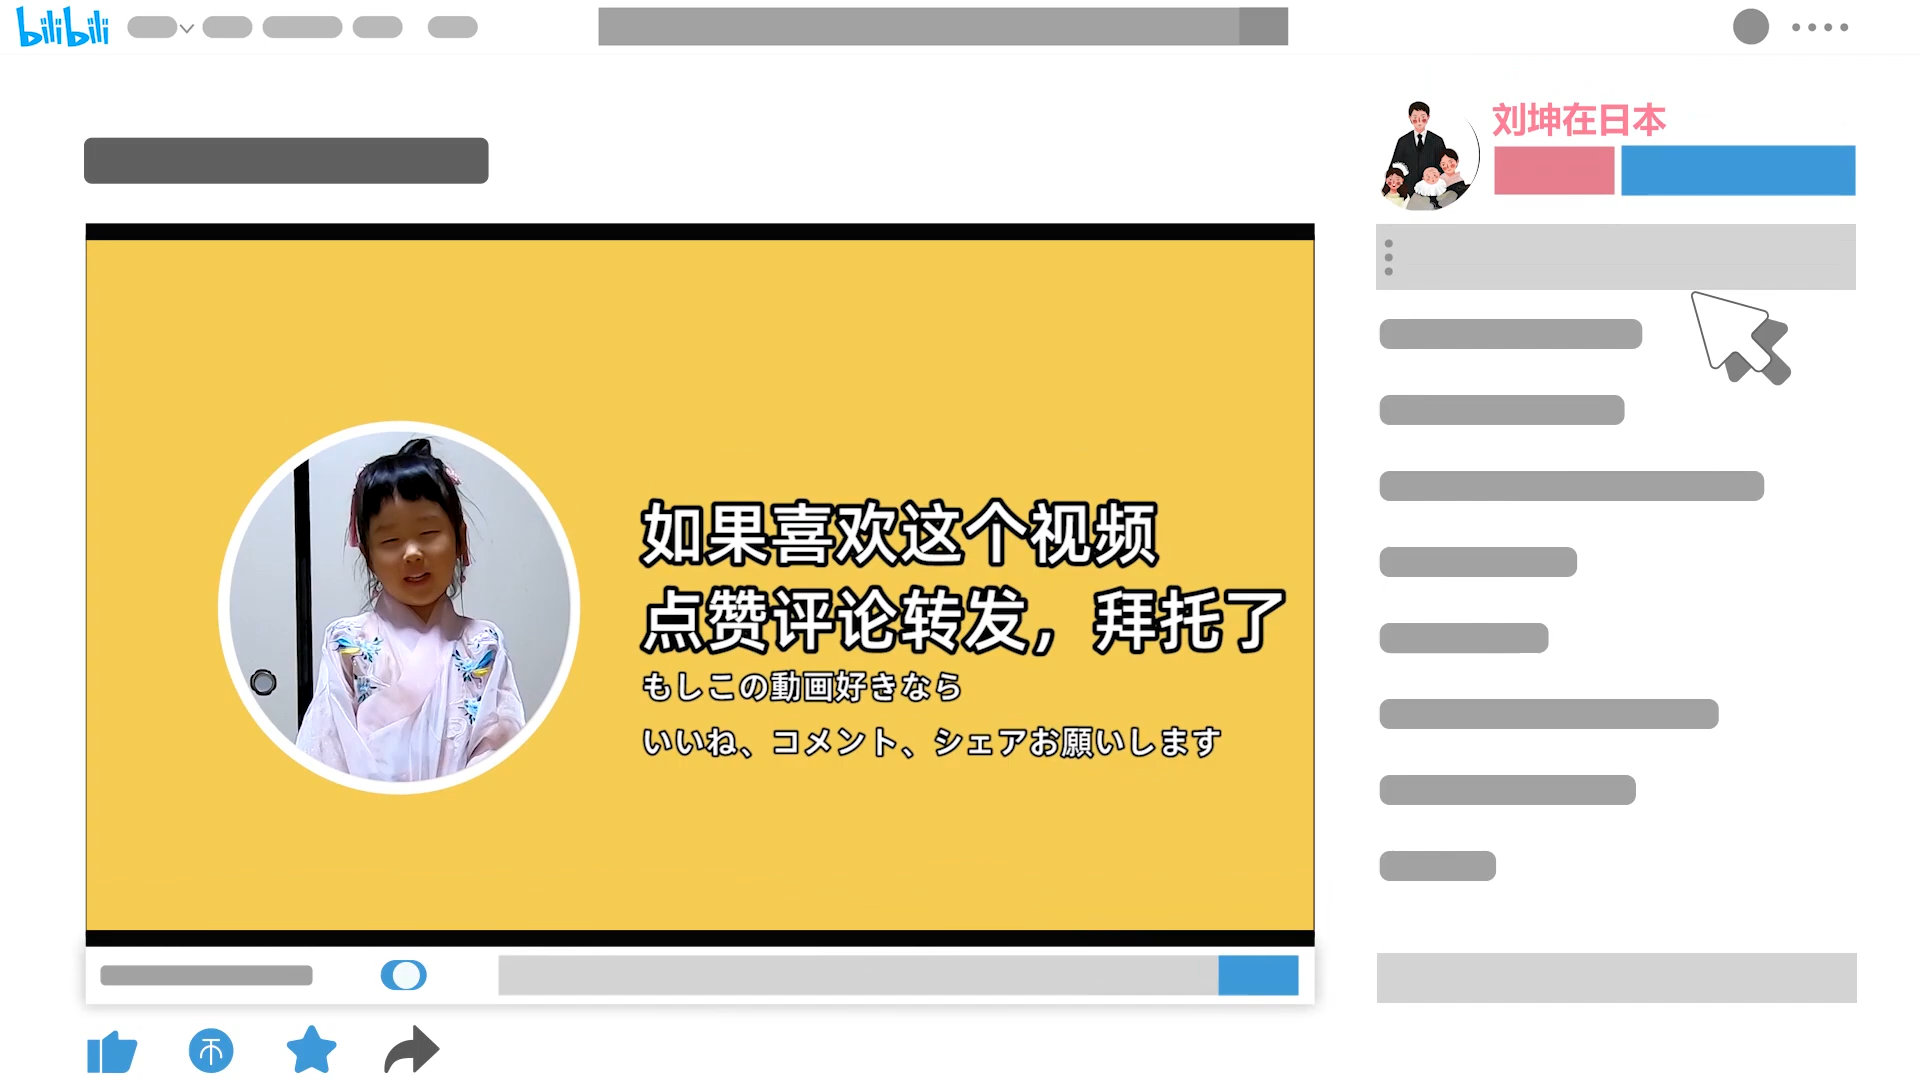 bilibili
刘坤在日本
如果喜欢这个视频
点赞评论转发，拜托了
もしこの動画好きなら
いいね、コメント、シェアお願いします